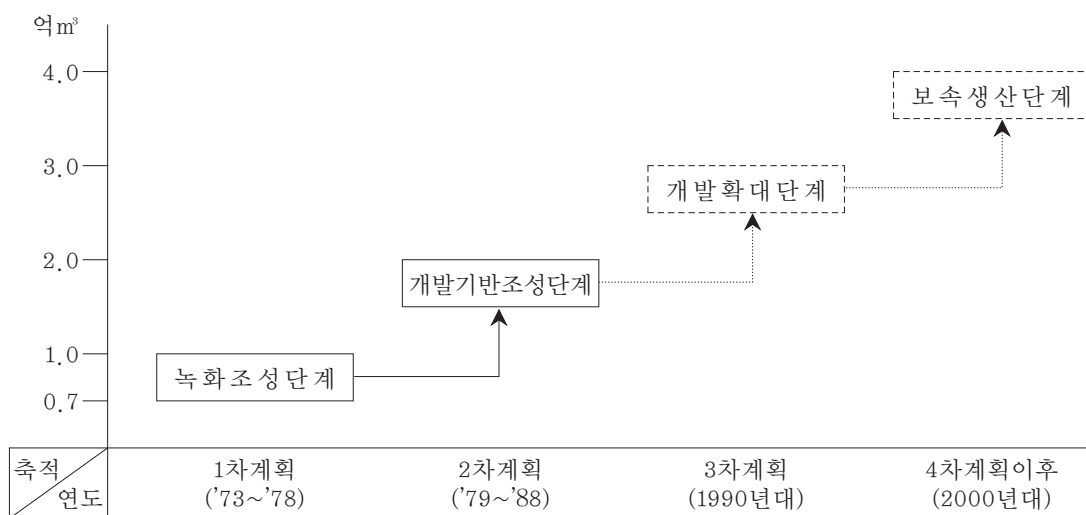 억m³
4.0
보속생산단계
3.0
개발확대단계
2.0
개발기반조성단계
1.0
녹화조성단계
0.7
축적
연도
1차계획
('73~'78)
2차계획
('79~'88)
3차계획
(1990년대)
4차계획이후
(2000년대)